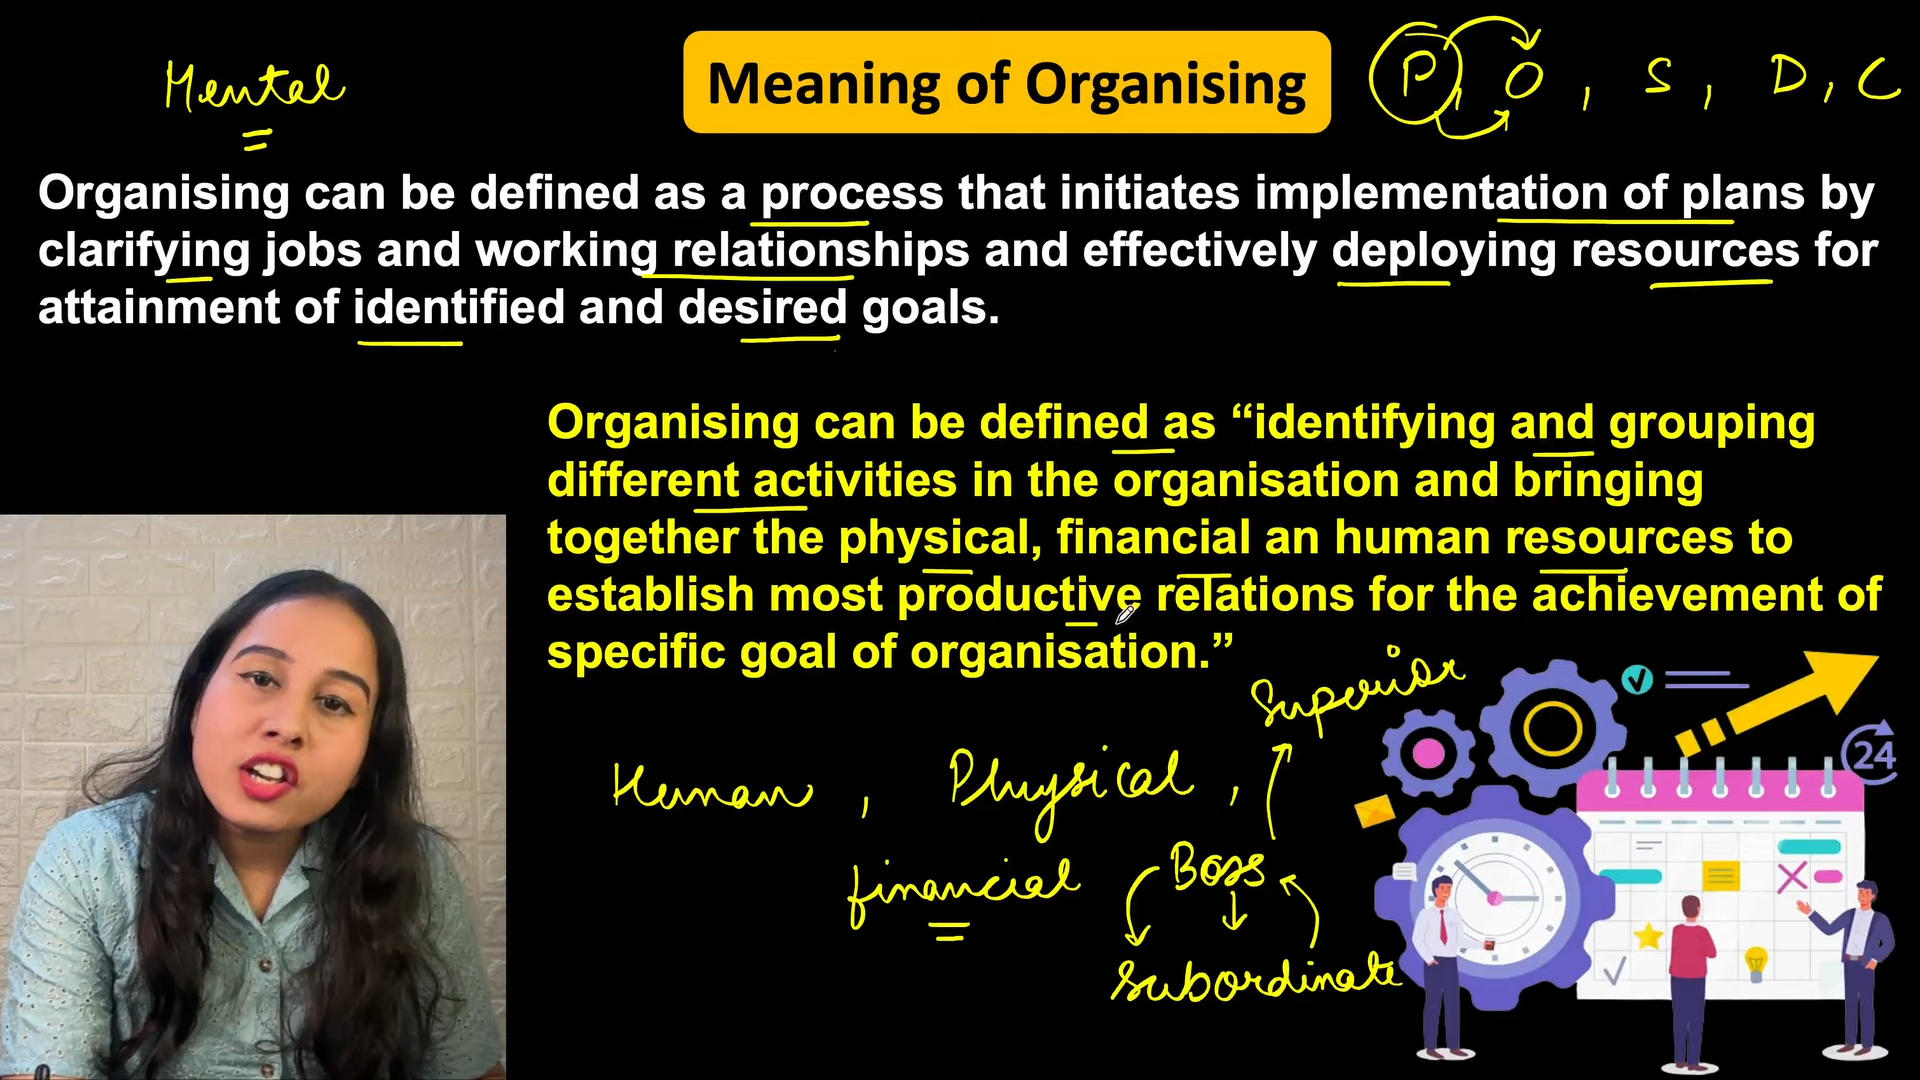 Mental
Meaning of Organising
P, O, S, D, C
Organising can be defined as a process that initiates implementation of plans by
clarifying jobs and working relationships and effectively deploying resources for
attainment of identified and desired goals.
Organising can be defined as “identifying and grouping
different activities in the organisation and bringing
together the physical, financial an human resources to
establish most productive relations for the achievement of
specific goal of organisation.”
Superior
24
Human, Physical,
financial
Boss
Subordinate